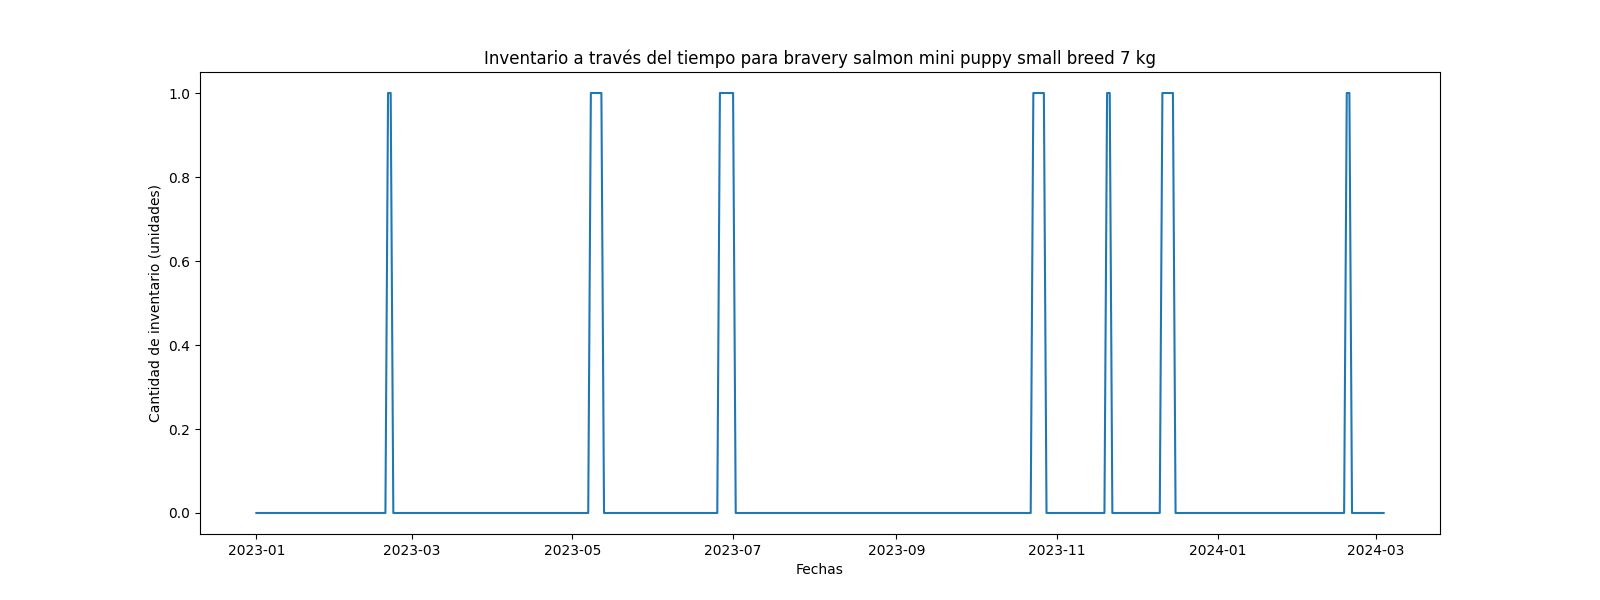 Inventario a través del tiempo para bravery salmon mini puppy small breed 7 kg
Cantidad de inventario (unidades)
1.0
0.8
0.6
0.4
0.2
0.0
2023-01 2023-03 2023-05 2023-07 2023-09 2023-11 2024-01 2024-03
Fechas